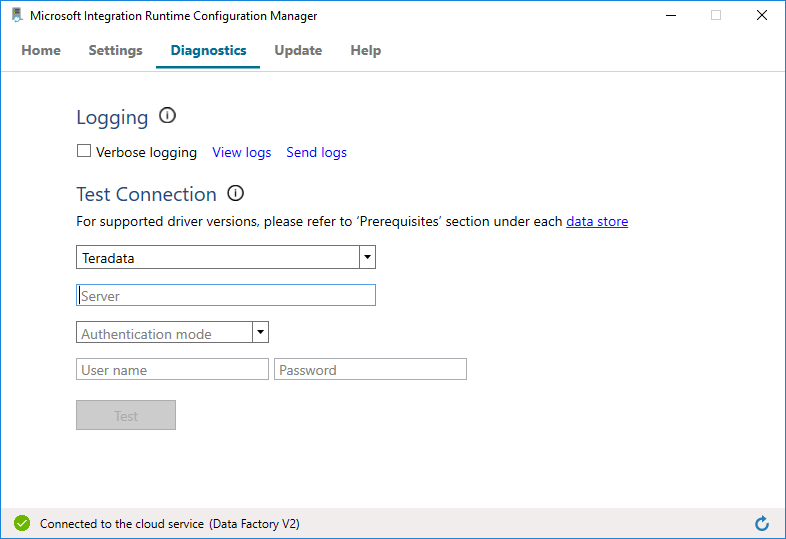 Microsoft Integration Runtime Configuration Manager
Home Settings Diagnostics Update Help
Logging
Verbose logging View logs Send logs
Test Connection
For supported driver versions, please refer to ‘Prerequisites’ section under each data store
Teradata
Server
Authentication mode
User name Password
Test
Connected to the cloud service (Data Factory V2)